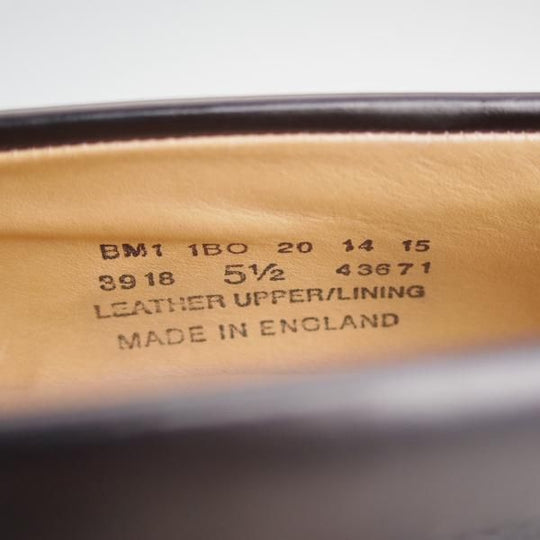 BM1 1BO 20 14 15
3918 5½ 43671
LEATHER UPPER/LINING
MADE IN ENGLAND